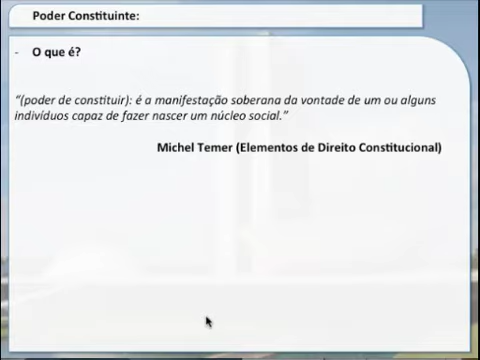 Poder Constituinte:
- O que é?
“(poder de constituir): é a manifestação soberana da vontade de um ou alguns
indivíduos capaz de fazer nascer um núcleo social.”
Michel Temer (Elementos de Direito Constitucional)